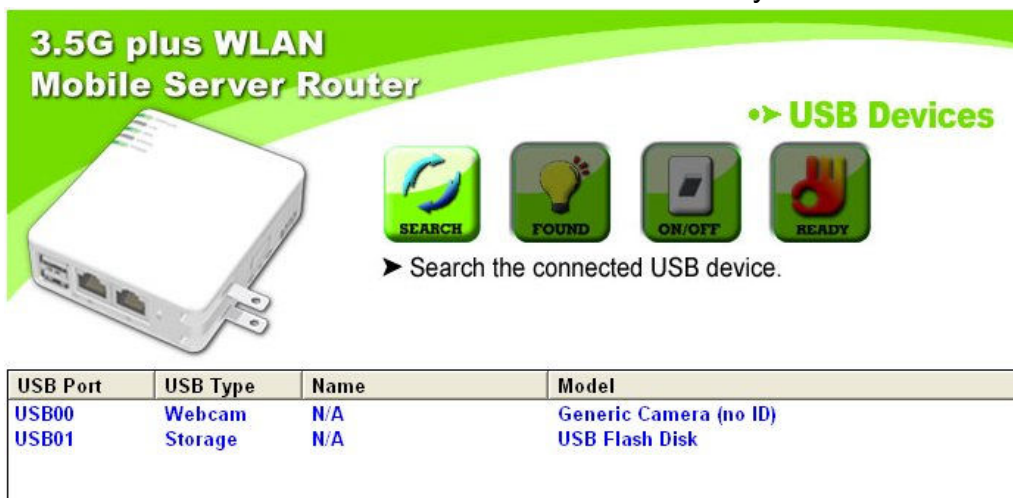 3.5G plus WLAN
Mobile Server Router
•➤ USB Devices
SEARCH FOUND ON/OFF READY
➤ Search the connected USB device.
USB Port USB Type Name Model
USB00 Webcam N/A Generic Camera (no ID)
USB01 Storage N/A USB Flash Disk